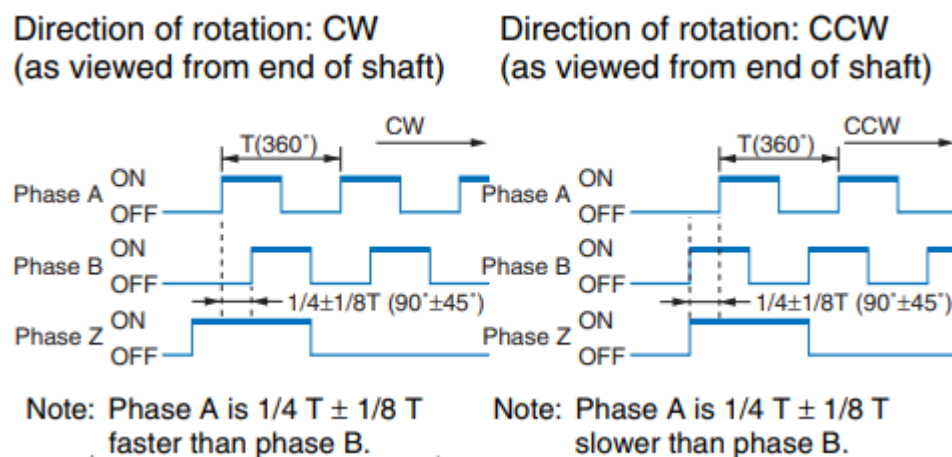 Direction of rotation: CW
(as viewed from end of shaft)
T(360˚)
CW
Phase A
ON
OFF
Phase B
ON
OFF
1/4±1/8T (90˚±45˚)
Phase Z
ON
OFF
Note: Phase A is 1/4 T ± 1/8 T
faster than phase B.
Direction of rotation: CCW
(as viewed from end of shaft)
T(360˚)
CCW
Phase A
ON
OFF
Phase B
ON
OFF
1/4±1/8T (90˚±45˚)
Phase Z
ON
OFF
Note: Phase A is 1/4 T ± 1/8 T
slower than phase B.